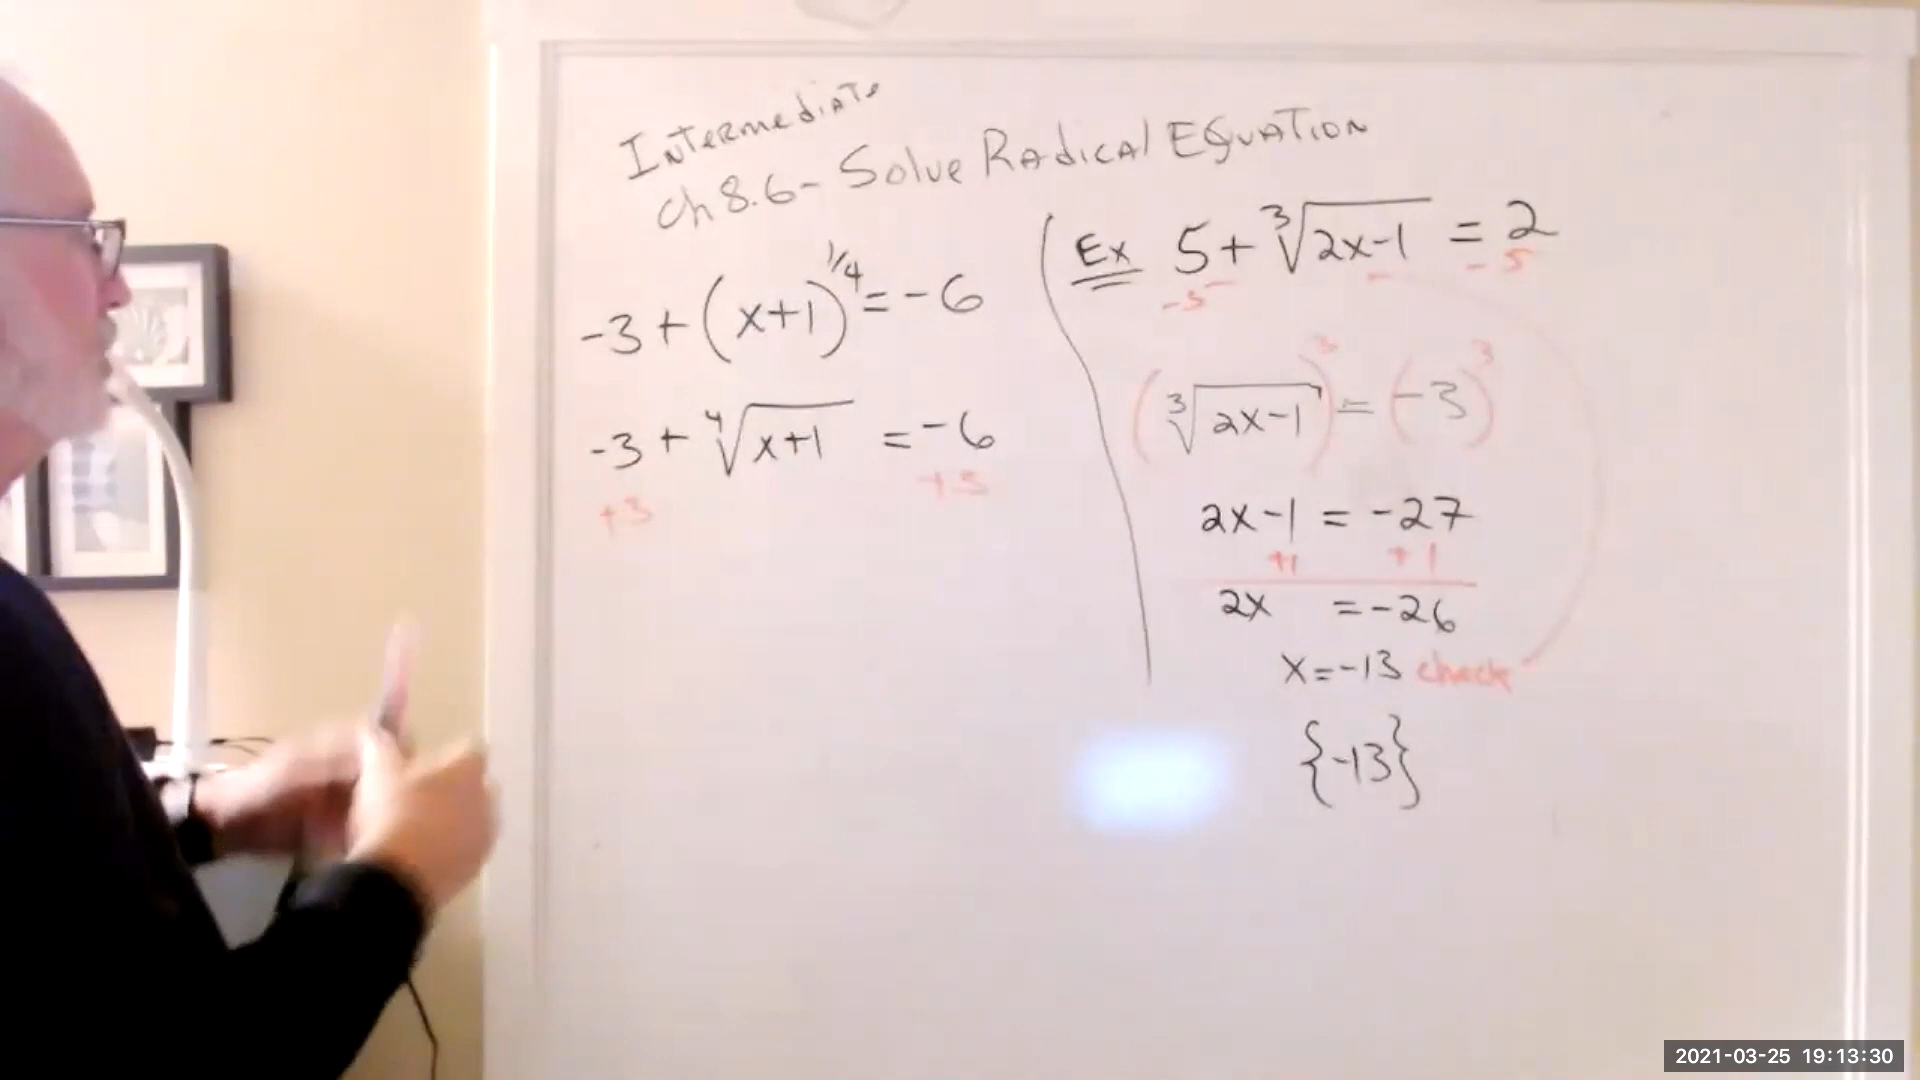 Intermediate
Ch 8.6 - Solve Radical Equation
-3 + (x+1)^1/4 = -6
-3 + ∜(x+1) = -6
+3 +3
Ex 5 + ∛(2x-1) = 2
-5 -5
(∛(2x-1))^3 = (-3)^3
2x-1 = -27
+1 +1
2x = -26
x = -13 check
{-13}
2021-03-25 19:13:30